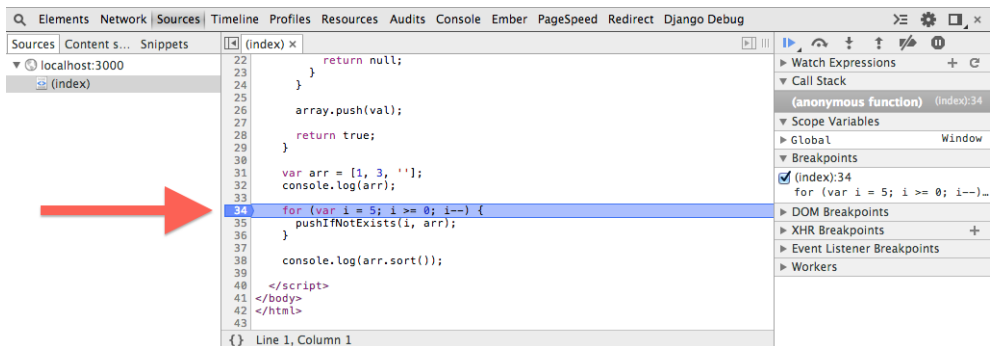 Elements Network Sources Timeline Profiles Resources Audits Console Ember PageSpeed Redirect Django Debug
Sources Content s... Snippets
localhost:3000
(index)
(index) ×
22 return null;
23 }
24 }
25
26 array.push(val);
27
28 return true;
29 }
30
31 var arr = [1, 3, ''];
32 console.log(arr);
33
34 for (var i = 5; i >= 0; i--) {
35 pushIfNotExists(i, arr);
36 }
37
38 console.log(arr.sort());
39
40 </script>
41 </body>
42 </html>
43
{} Line 1, Column 1
Watch Expressions
Call Stack
(anonymous function) (index):34
Scope Variables
Global Window
Breakpoints
(index):34
for (var i = 5; i >= 0; i--)…
DOM Breakpoints
XHR Breakpoints
Event Listener Breakpoints
Workers